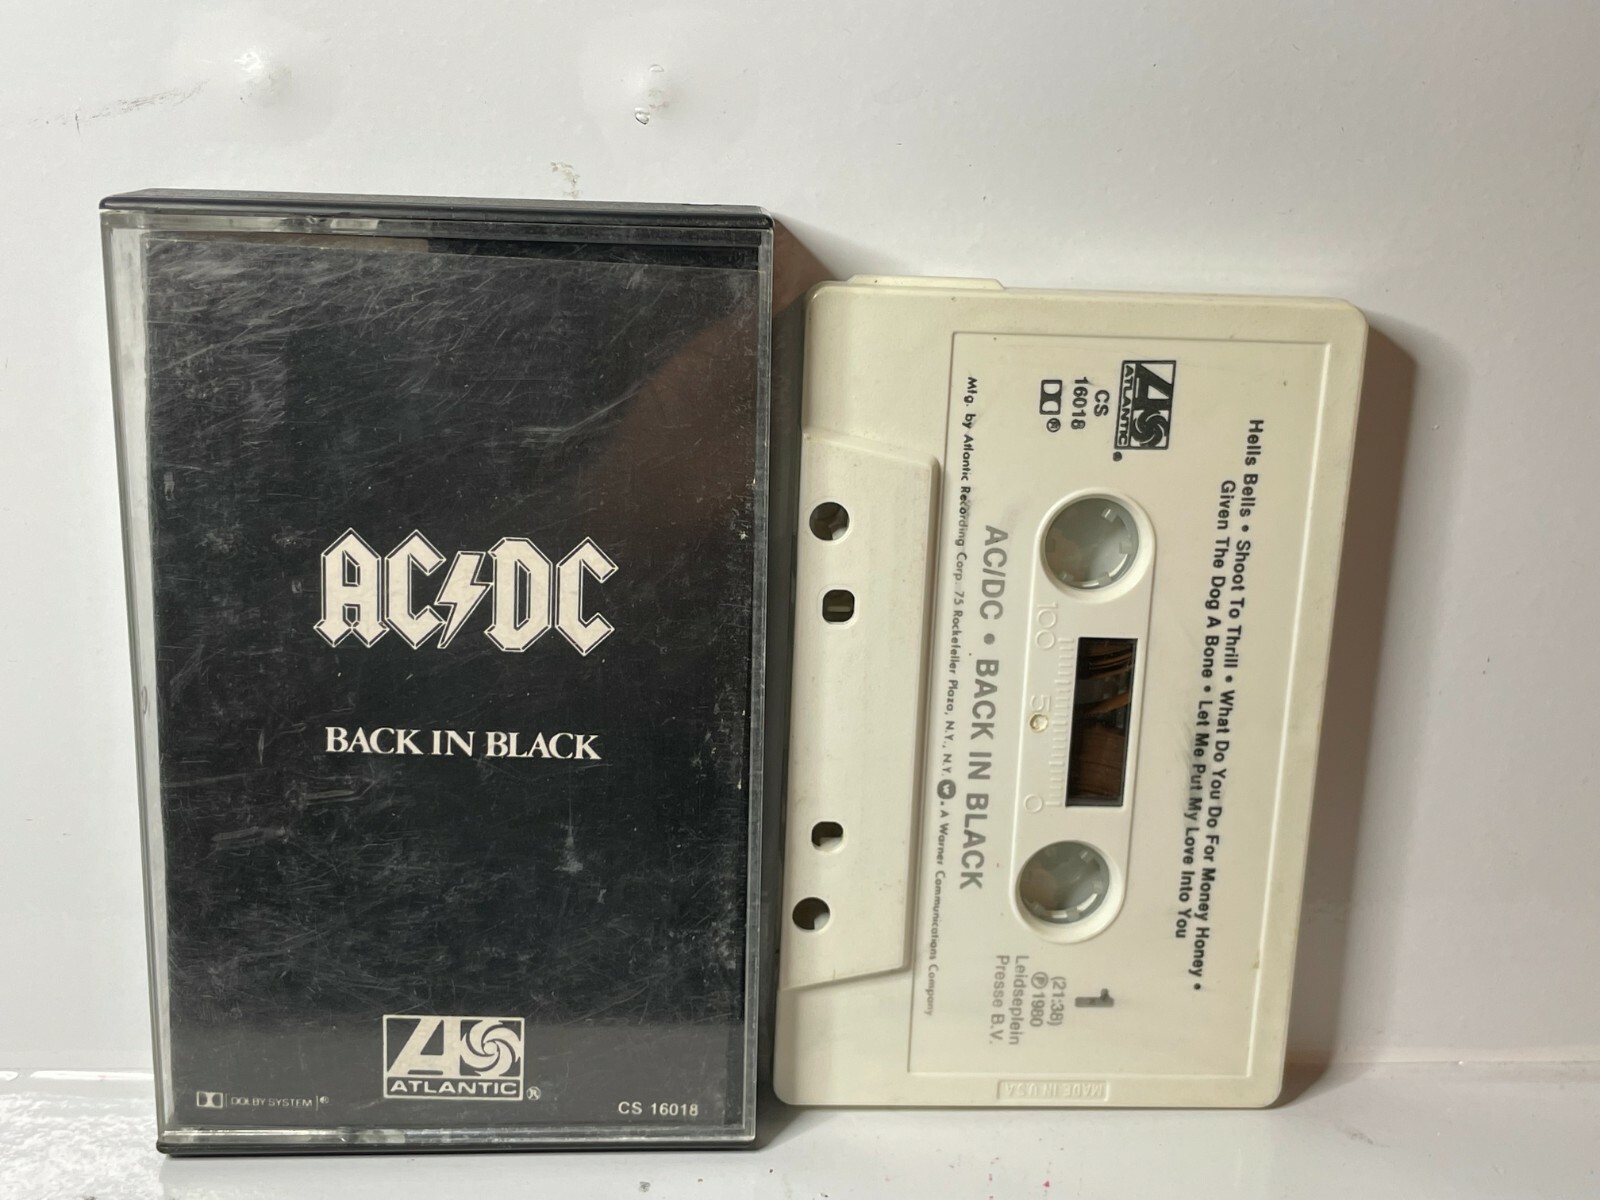 AC DC
BACK IN BLACK
ATLANTIC ®
DOLBY SYSTEM ®
CS 16018
Hells Bells • Shoot To Thrill • What Do You Do For Money Honey •
Given The Dog A Bone • Let Me Put My Love Into You
ATLANTIC ®
CS
16018
®
100 50 0
1
(21:38)
℗ 1980
Leidseplein
Presse B.V.
AC/DC • BACK IN BLACK
Mfg. by Atlantic Recording Corp. 75 Rockefeller Plaza, N.Y., N.Y. W. A Warner Communications Company
MADE IN U.S.A.